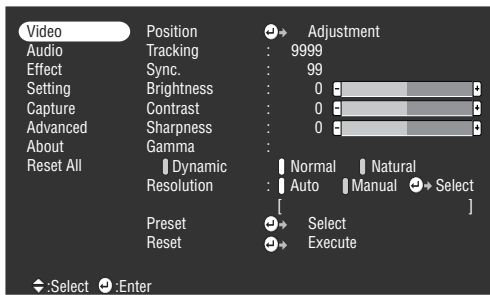 Video Position Adjustment
Audio Tracking : 9999
Effect Sync. : 99
Setting Brightness : 0 - +
Capture Contrast : 0 - +
Advanced Sharpness : 0 - +
About Gamma :
Reset All Dynamic Normal Natural
Resolution : Auto Manual Select
[ ]
Preset Select
Reset Execute
:Select :Enter